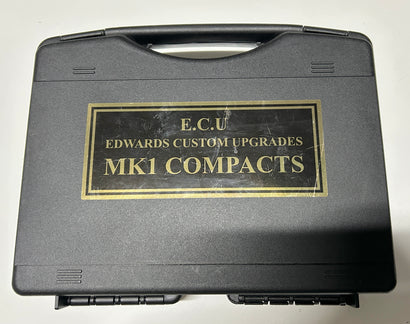 E.C.U
EDWARDS CUSTOM UPGRADES
MK1 COMPACTS